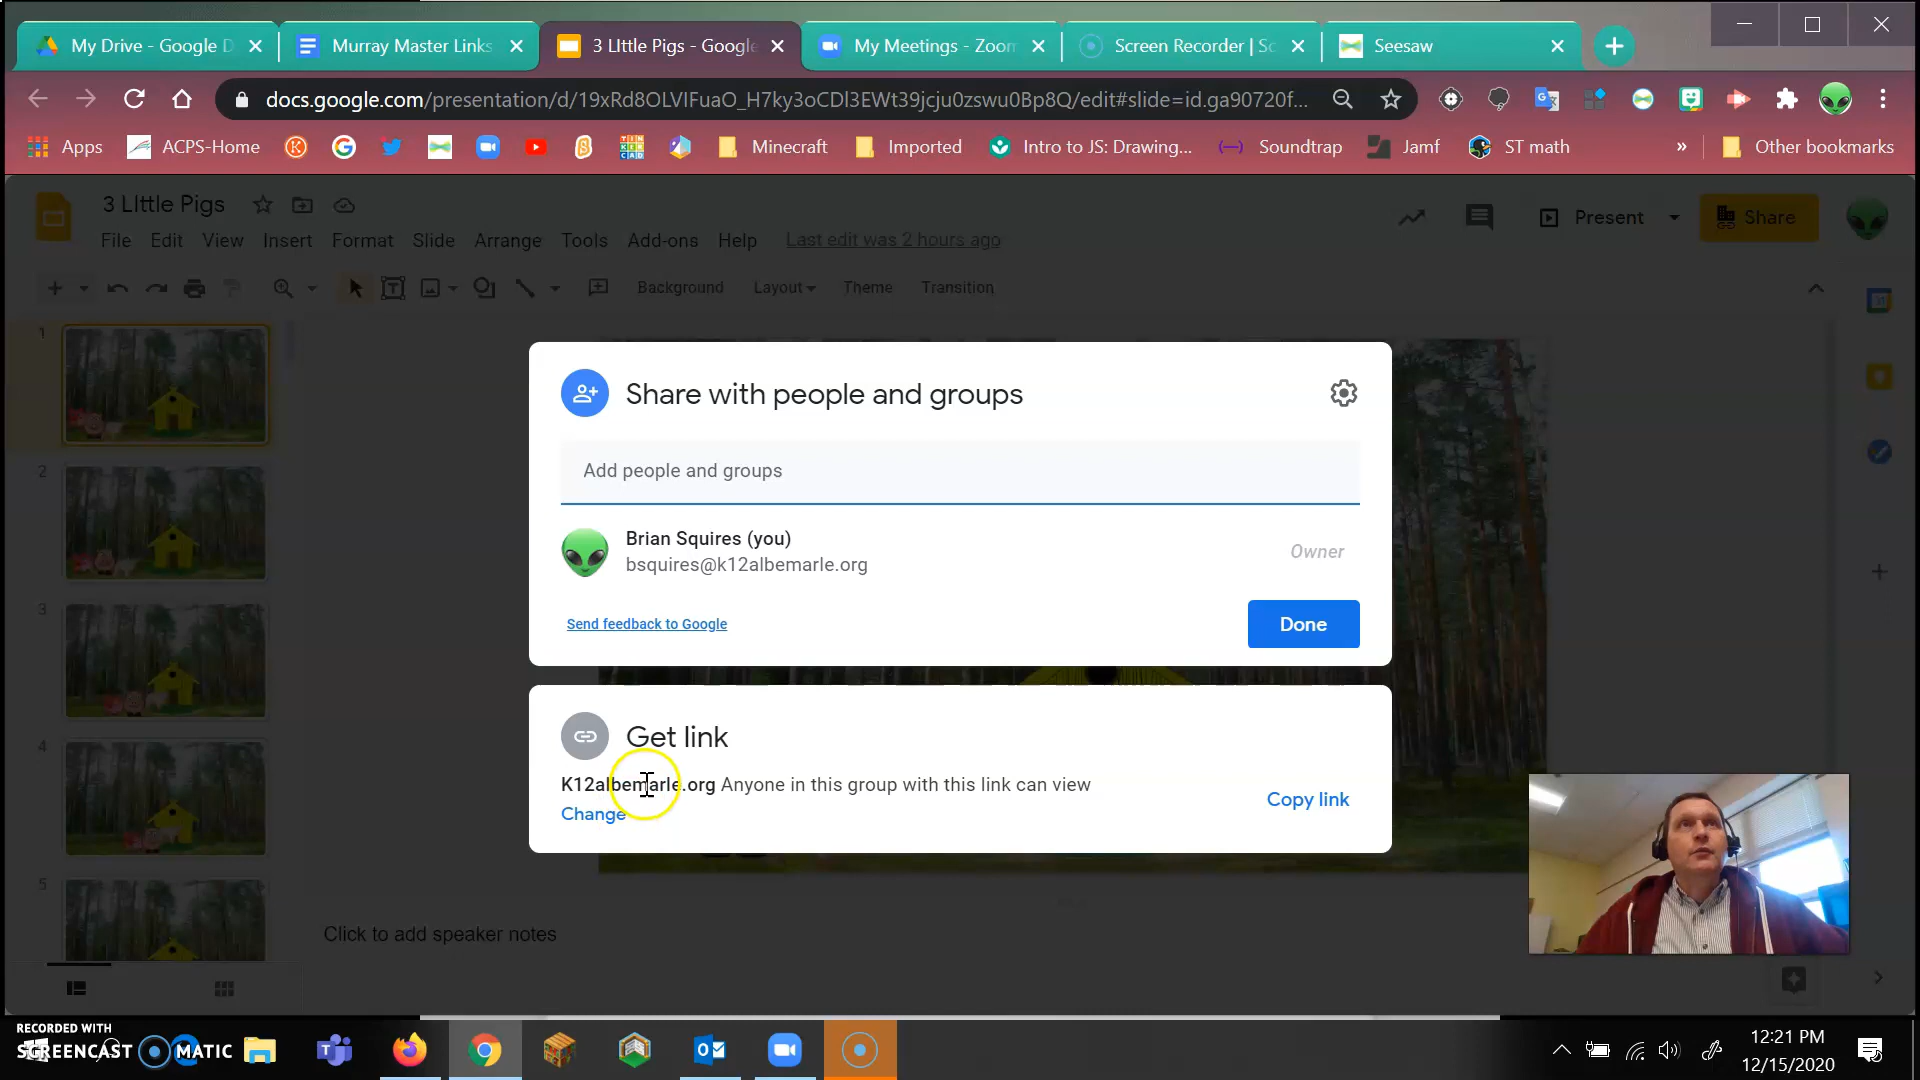 My Drive - Google D
Murray Master Links
3 LIttle Pigs - Google
My Meetings - Zoom
Screen Recorder | Sc
Seesaw
docs.google.com/presentation/d/19xRd8OLVIFuaO_H7ky3oCDl3EWt39jcju0zswu0Bp8Q/edit#slide=id.ga90720f...
Apps
ACPS-Home
Minecraft
Imported
Intro to JS: Drawing...
Soundtrap
Jamf
ST math
»
Other bookmarks
3 LIttle Pigs
Present
Share
File
Edit
View
Insert
Format
Slide
Arrange
Tools
Add-ons
Help
Last edit was 2 hours ago
Background
Layout
Theme
Transition
1
2
3
4
5
Share with people and groups
Add people and groups
Brian Squires (you)
bsquires@k12albemarle.org
Owner
Send feedback to Google
Done
Get link
K12albemarle.org Anyone in this group with this link can view
Change
Copy link
Click to add speaker notes
RECORDED WITH
SCREENCAST MATIC
12:21 PM
12/15/2020